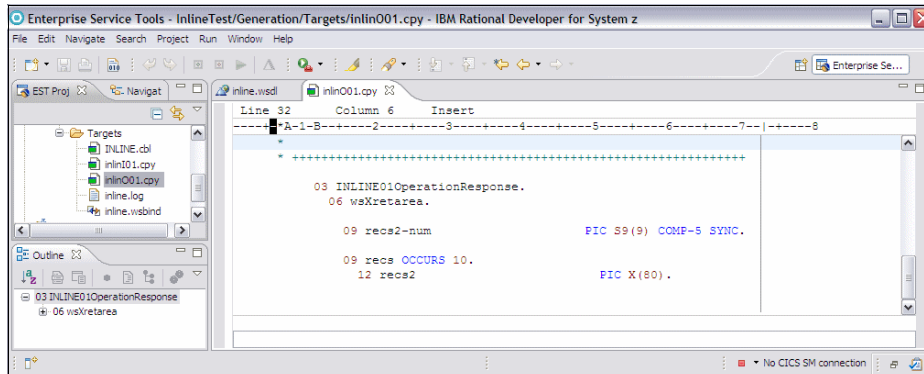 Enterprise Service Tools - InlineTest/Generation/Targets/inlinO01.cpy - IBM Rational Developer for System z
File Edit Navigate Search Project Run Window Help
Enterprise Se...
EST Proj Navigat
Targets
INLINE.cbl
inlinI01.cpy
inlinO01.cpy
inline.log
inline.wsbind
Outline
03 INLINE01OperationResponse
06 wsXretarea
inline.wsdl inlinO01.cpy
Line 32 Column 6 Insert
----+-*A-1-B--+----2----+----3----+----4----+----5----+----6----+----7--|-+----8
*
* ++++++++++++++++++++++++++++++++++++++++++++++++++++++++++++++
03 INLINE01OperationResponse.
06 wsXretarea.
09 recs2-num PIC S9(9) COMP-5 SYNC.
09 recs OCCURS 10.
12 recs2 PIC X(80).
No CICS SM connection